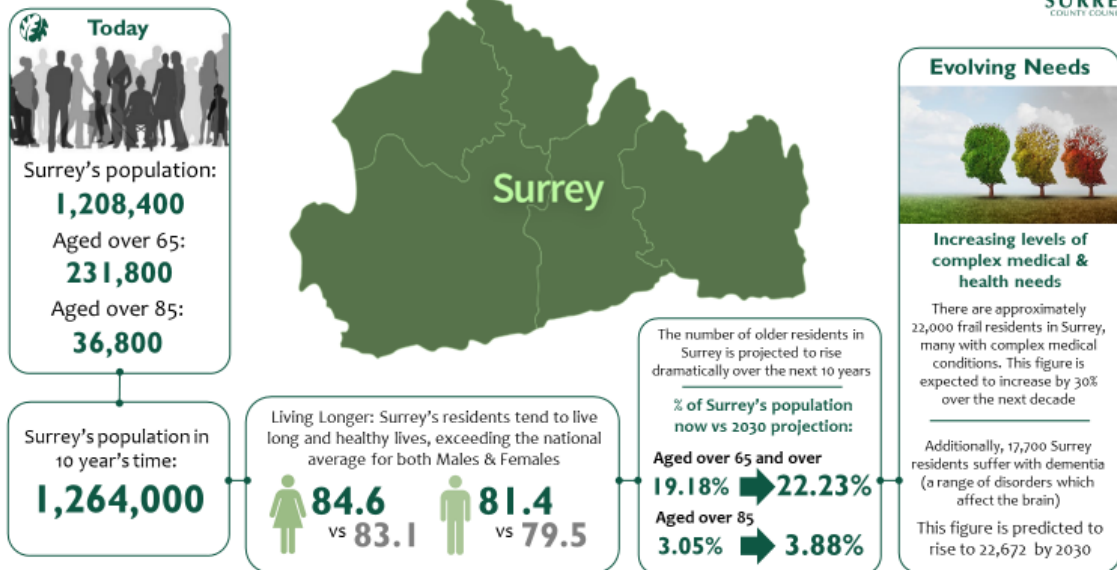 SURRE
COUNTY COUNC
Today
Surrey's population:
1,208,400
Aged over 65:
231,800
Aged over 85:
36,800
Surrey's population in
10 year's time:
1,264,000
Surrey
Living Longer: Surrey's residents tend to live
long and healthy lives, exceeding the national
average for both Males & Females
84.6
vs 83.1
81.4
vs 79.5
The number of older residents in
Surrey is projected to rise
dramatically over the next 10 years
% of Surrey's population
now vs 2030 projection:
Aged over 65 and over
19.18% 22.23%
Aged over 85
3.05% 3.88%
Evolving Needs
Increasing levels of
complex medical &
health needs
There are approximately
22,000 frail residents in Surrey,
many with complex medical
conditions. This figure is
expected to increase by 30%
over the next decade
Additionally, 17,700 Surrey
residents suffer with dementia
(a range of disorders which
affect the brain)
This figure is predicted to
rise to 22,672 by 2030